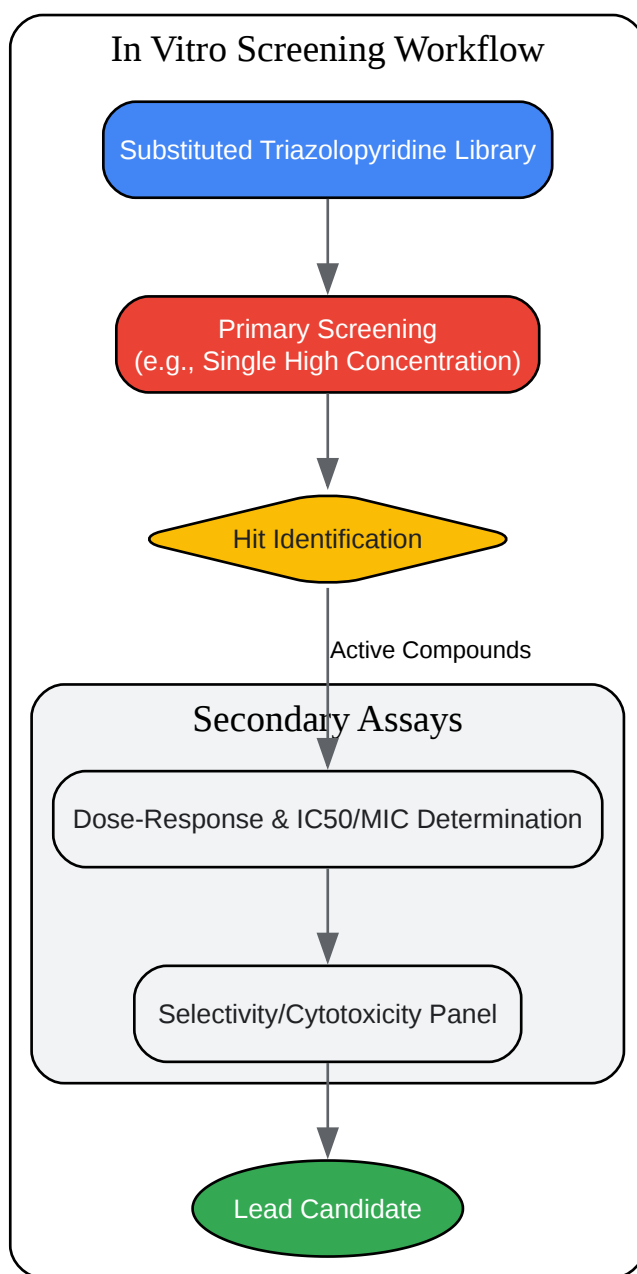 In Vitro Screening Workflow
Substituted Triazolopyridine Library
Primary Screening
(e.g., Single High Concentration)
Hit Identification
Active Compounds
Secondary Assays
Dose-Response & IC50/MIC Determination
Selectivity/Cytotoxicity Panel
Lead Candidate